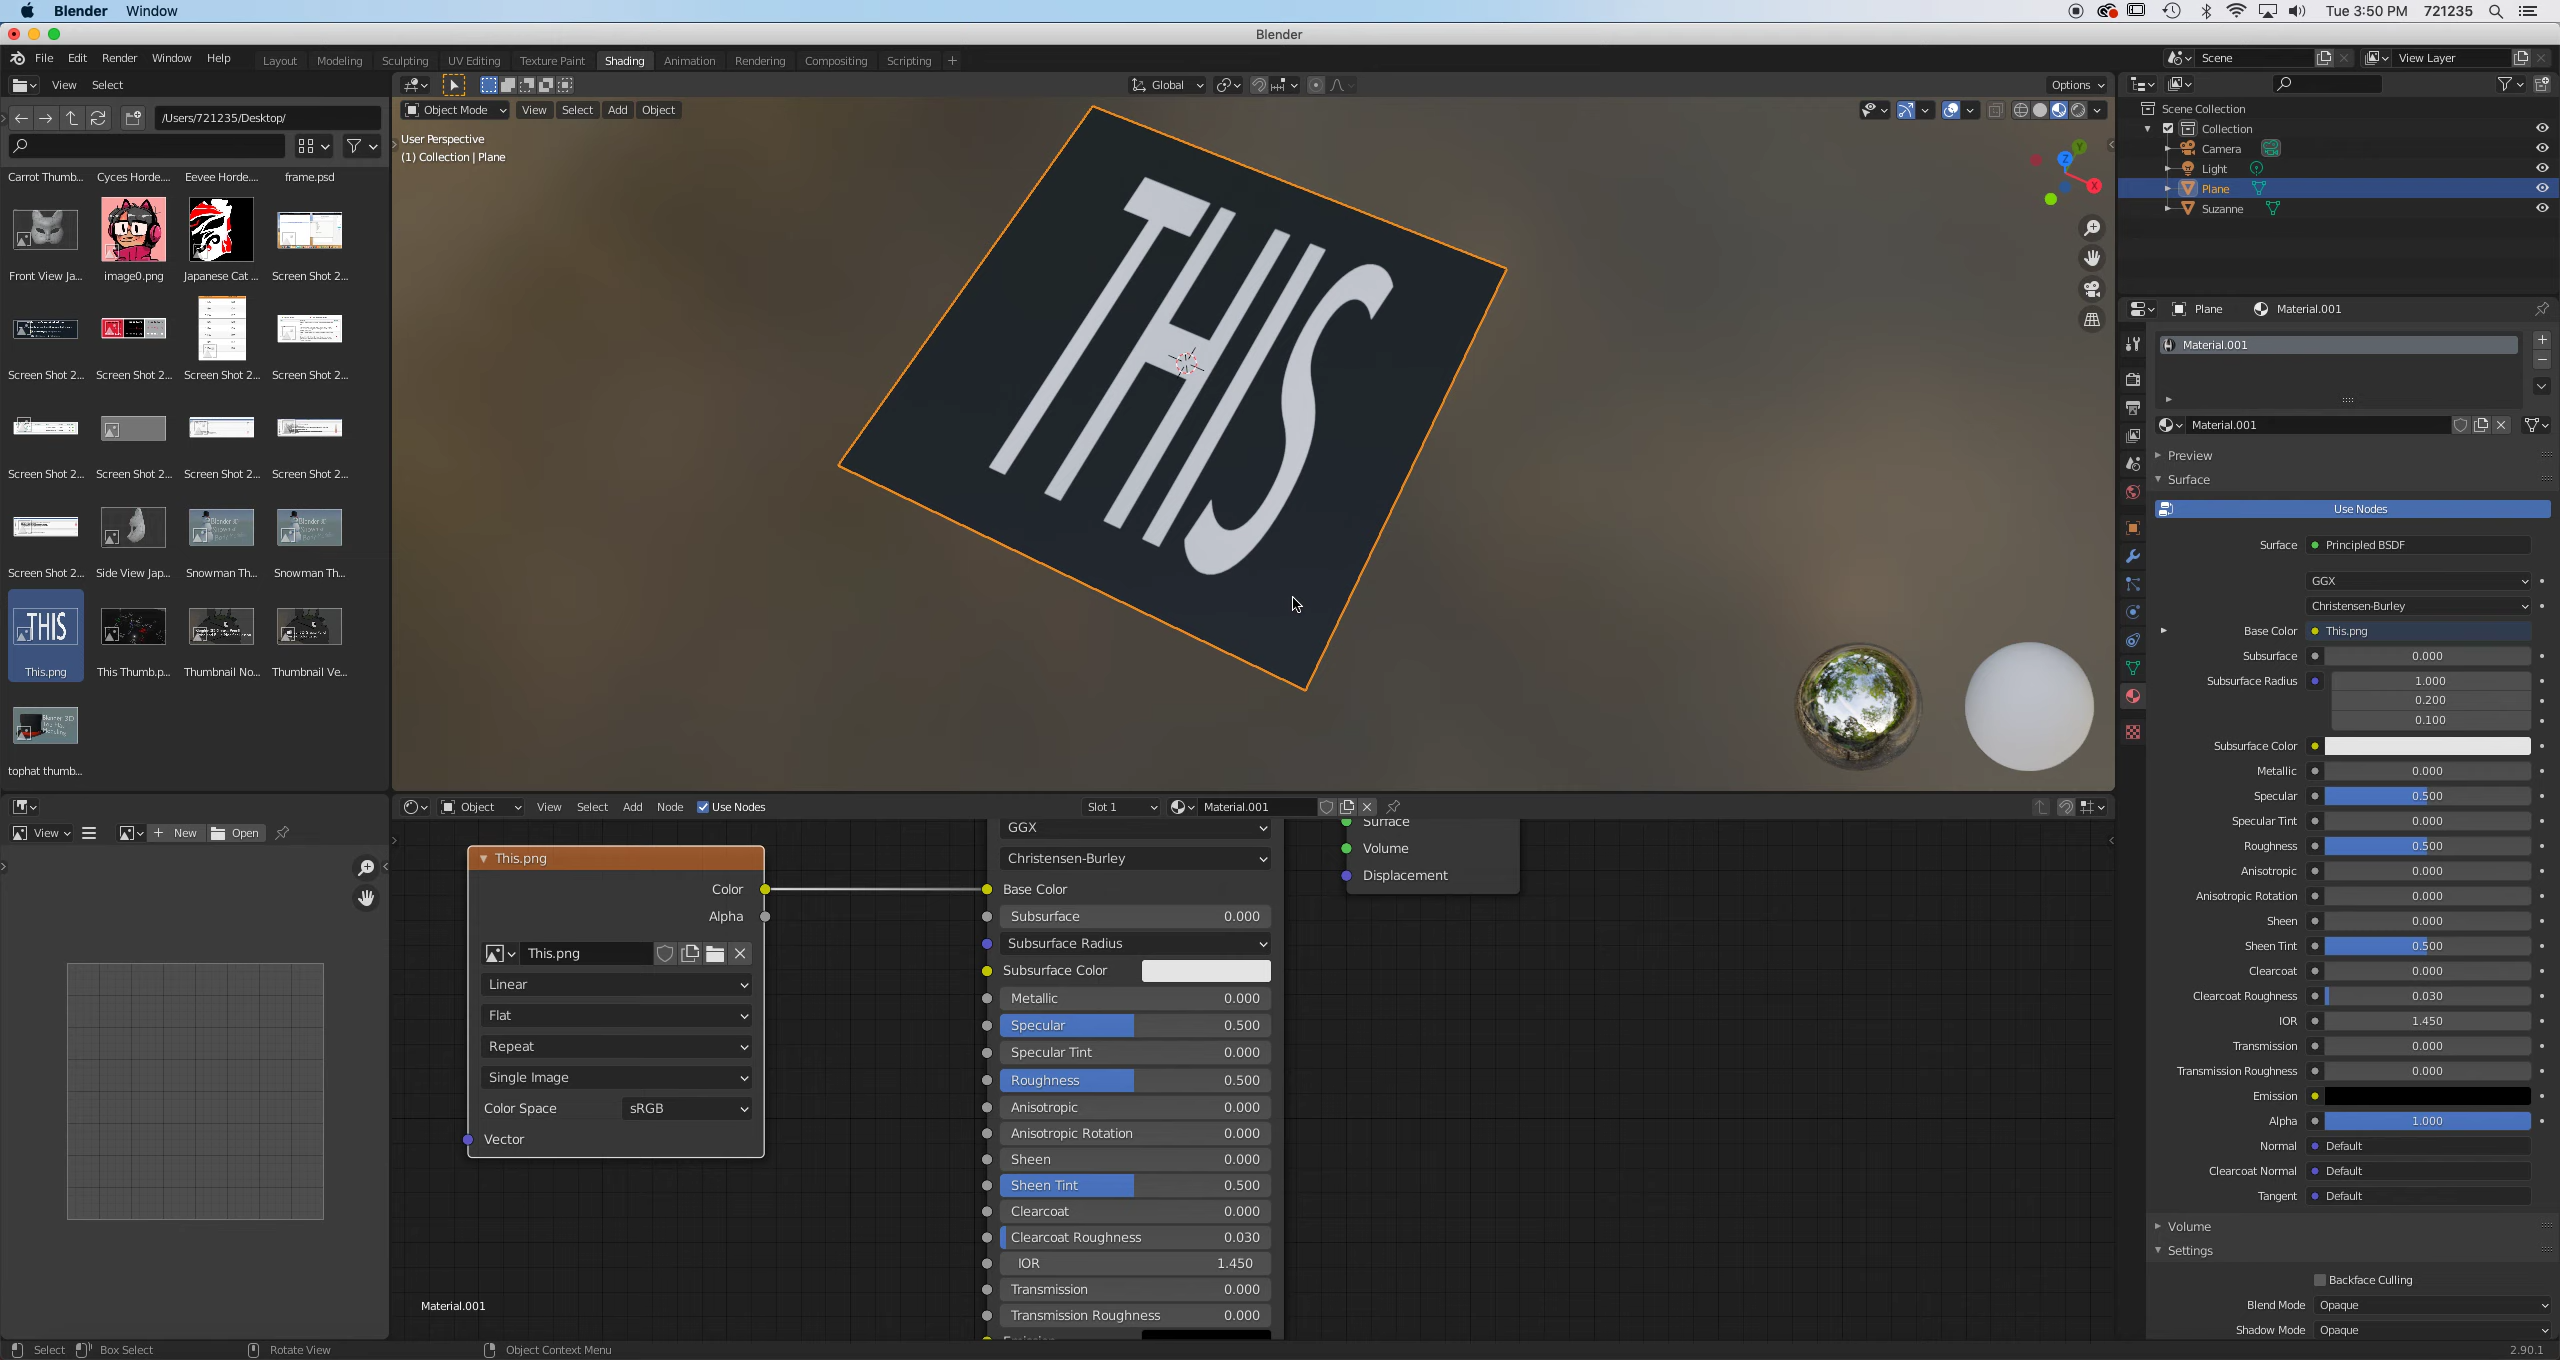 Blender Window
Tue 3:50 PM 721235
Blender
File Edit Render Window Help
Layout Modeling Sculpting UV Editing Texture Paint Shading Animation Rendering Compositing Scripting +
Scene
View Layer
View Select
/Users/721235/Desktop/
Carrot Thumb... Cyces Horde.... Eevee Horde.... frame.psd
Front View Ja... image0.png Japanese Cat ... Screen Shot 2...
Screen Shot 2... Screen Shot 2... Screen Shot 2... Screen Shot 2...
Screen Shot 2... Screen Shot 2... Screen Shot 2... Screen Shot 2...
Screen Shot 2... Side View Jap... Snowman Th... Snowman Th...
THIS
This.png This Thumb.p... Thumbnail No... Thumbnail Ve...
tophat thumb...
Global
Options
Object Mode View Select Add Object
User Perspective
(1) Collection | Plane
THIS
Z
Y
X
Scene Collection
Collection
Camera
Light
Plane
Suzanne
Plane Material.001
Material.001
Material.001
Preview
Surface
Use Nodes
Surface Principled BSDF
GGX
Christensen-Burley
Base Color This.png
Subsurface 0.000
Subsurface Radius 1.000
0.200
0.100
Subsurface Color
Metallic 0.000
Specular 0.500
Specular Tint 0.000
Roughness 0.500
Anisotropic 0.000
Anisotropic Rotation 0.000
Sheen 0.000
Sheen Tint 0.500
Clearcoat 0.000
Clearcoat Roughness 0.030
IOR 1.450
Transmission 0.000
Transmission Roughness 0.000
Emission
Alpha 1.000
Normal Default
Clearcoat Normal Default
Tangent Default
Volume
Settings
Backface Culling
Blend Mode Opaque
Shadow Mode Opaque
View + New Open
Object View Select Add Node Use Nodes
Slot 1 Material.001
This.png
Color
Alpha
This.png
Linear
Flat
Repeat
Single Image
Color Space sRGB
Vector
GGX
Christensen-Burley
Base Color
Subsurface 0.000
Subsurface Radius
Subsurface Color
Metallic 0.000
Specular 0.500
Specular Tint 0.000
Roughness 0.500
Anisotropic 0.000
Anisotropic Rotation 0.000
Sheen 0.000
Sheen Tint 0.500
Clearcoat 0.000
Clearcoat Roughness 0.030
IOR 1.450
Transmission 0.000
Transmission Roughness 0.000
Surface
Volume
Displacement
Material.001
Select Box Select Rotate View Object Context Menu
2.90.1